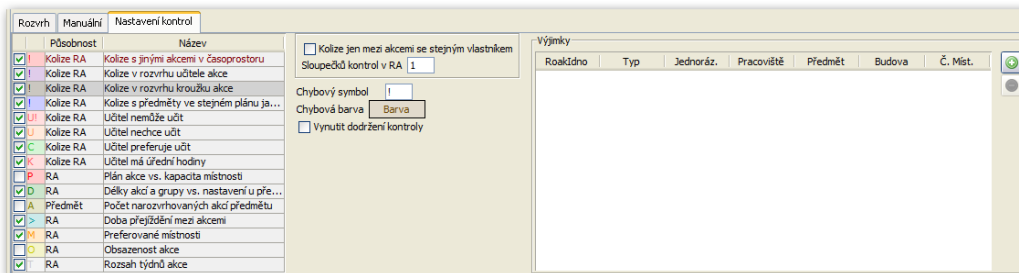 Rozvrh Manuální Nastavení kontrol
Působnost Název
! Kolize RA Kolize s jinými akcemi v časoprostoru
! Kolize RA Kolize v rozvrhu učitele akce
! Kolize RA Kolize v rozvrhu kroužku akce
! Kolize RA Kolize s předměty ve stejném plánu ja...
U! Kolize RA Učitel nemůže učit
U Kolize RA Učitel nechce učit
C Kolize RA Učitel preferuje učit
K Kolize RA Učitel má úřední hodiny
P RA Plán akce vs. kapacita místnosti
D RA Délky akcí a grupy vs. nastavení u pře...
A Předmět Počet narozvrhovaných akcí předmětu
> RA Doba přejíždění mezi akcemi
M RA Preferované místnosti
O RA Obsazenost akce
T RA Rozsah týdnů akce
Kolize jen mezi akcemi se stejným vlastníkem
Sloupečků kontrol v RA 1
Chybový symbol !
Chybová barva Barva
Vynutit dodržení kontroly
Výjimky
RoakIdno Typ Jednoráz. Pracoviště Předmět Budova Č. Míst.